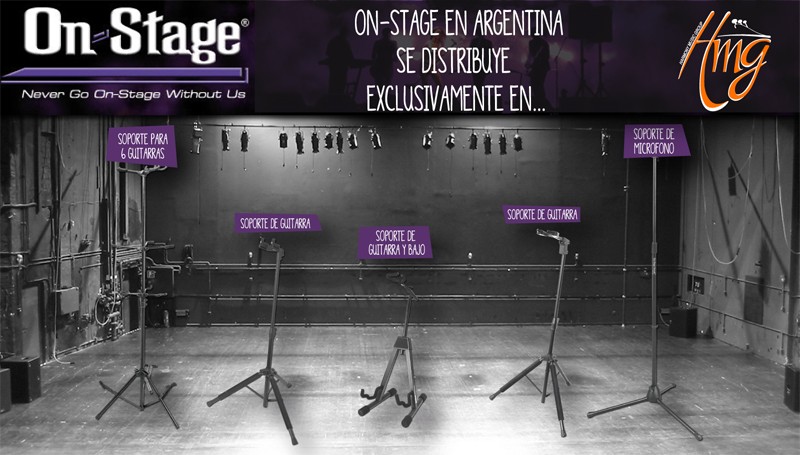 On-Stage®
Never Go On-Stage Without Us
ON-STAGE EN ARGENTINA
SE DISTRIBUYE
EXCLUSIVAMENTE EN...
Hmg
SOPORTE PARA
6 GUITARRAS
SOPORTE DE GUITARRA
SOPORTE DE
GUITARRA Y BAJO
SOPORTE DE GUITARRA
SOPORTE DE
MICROFONO